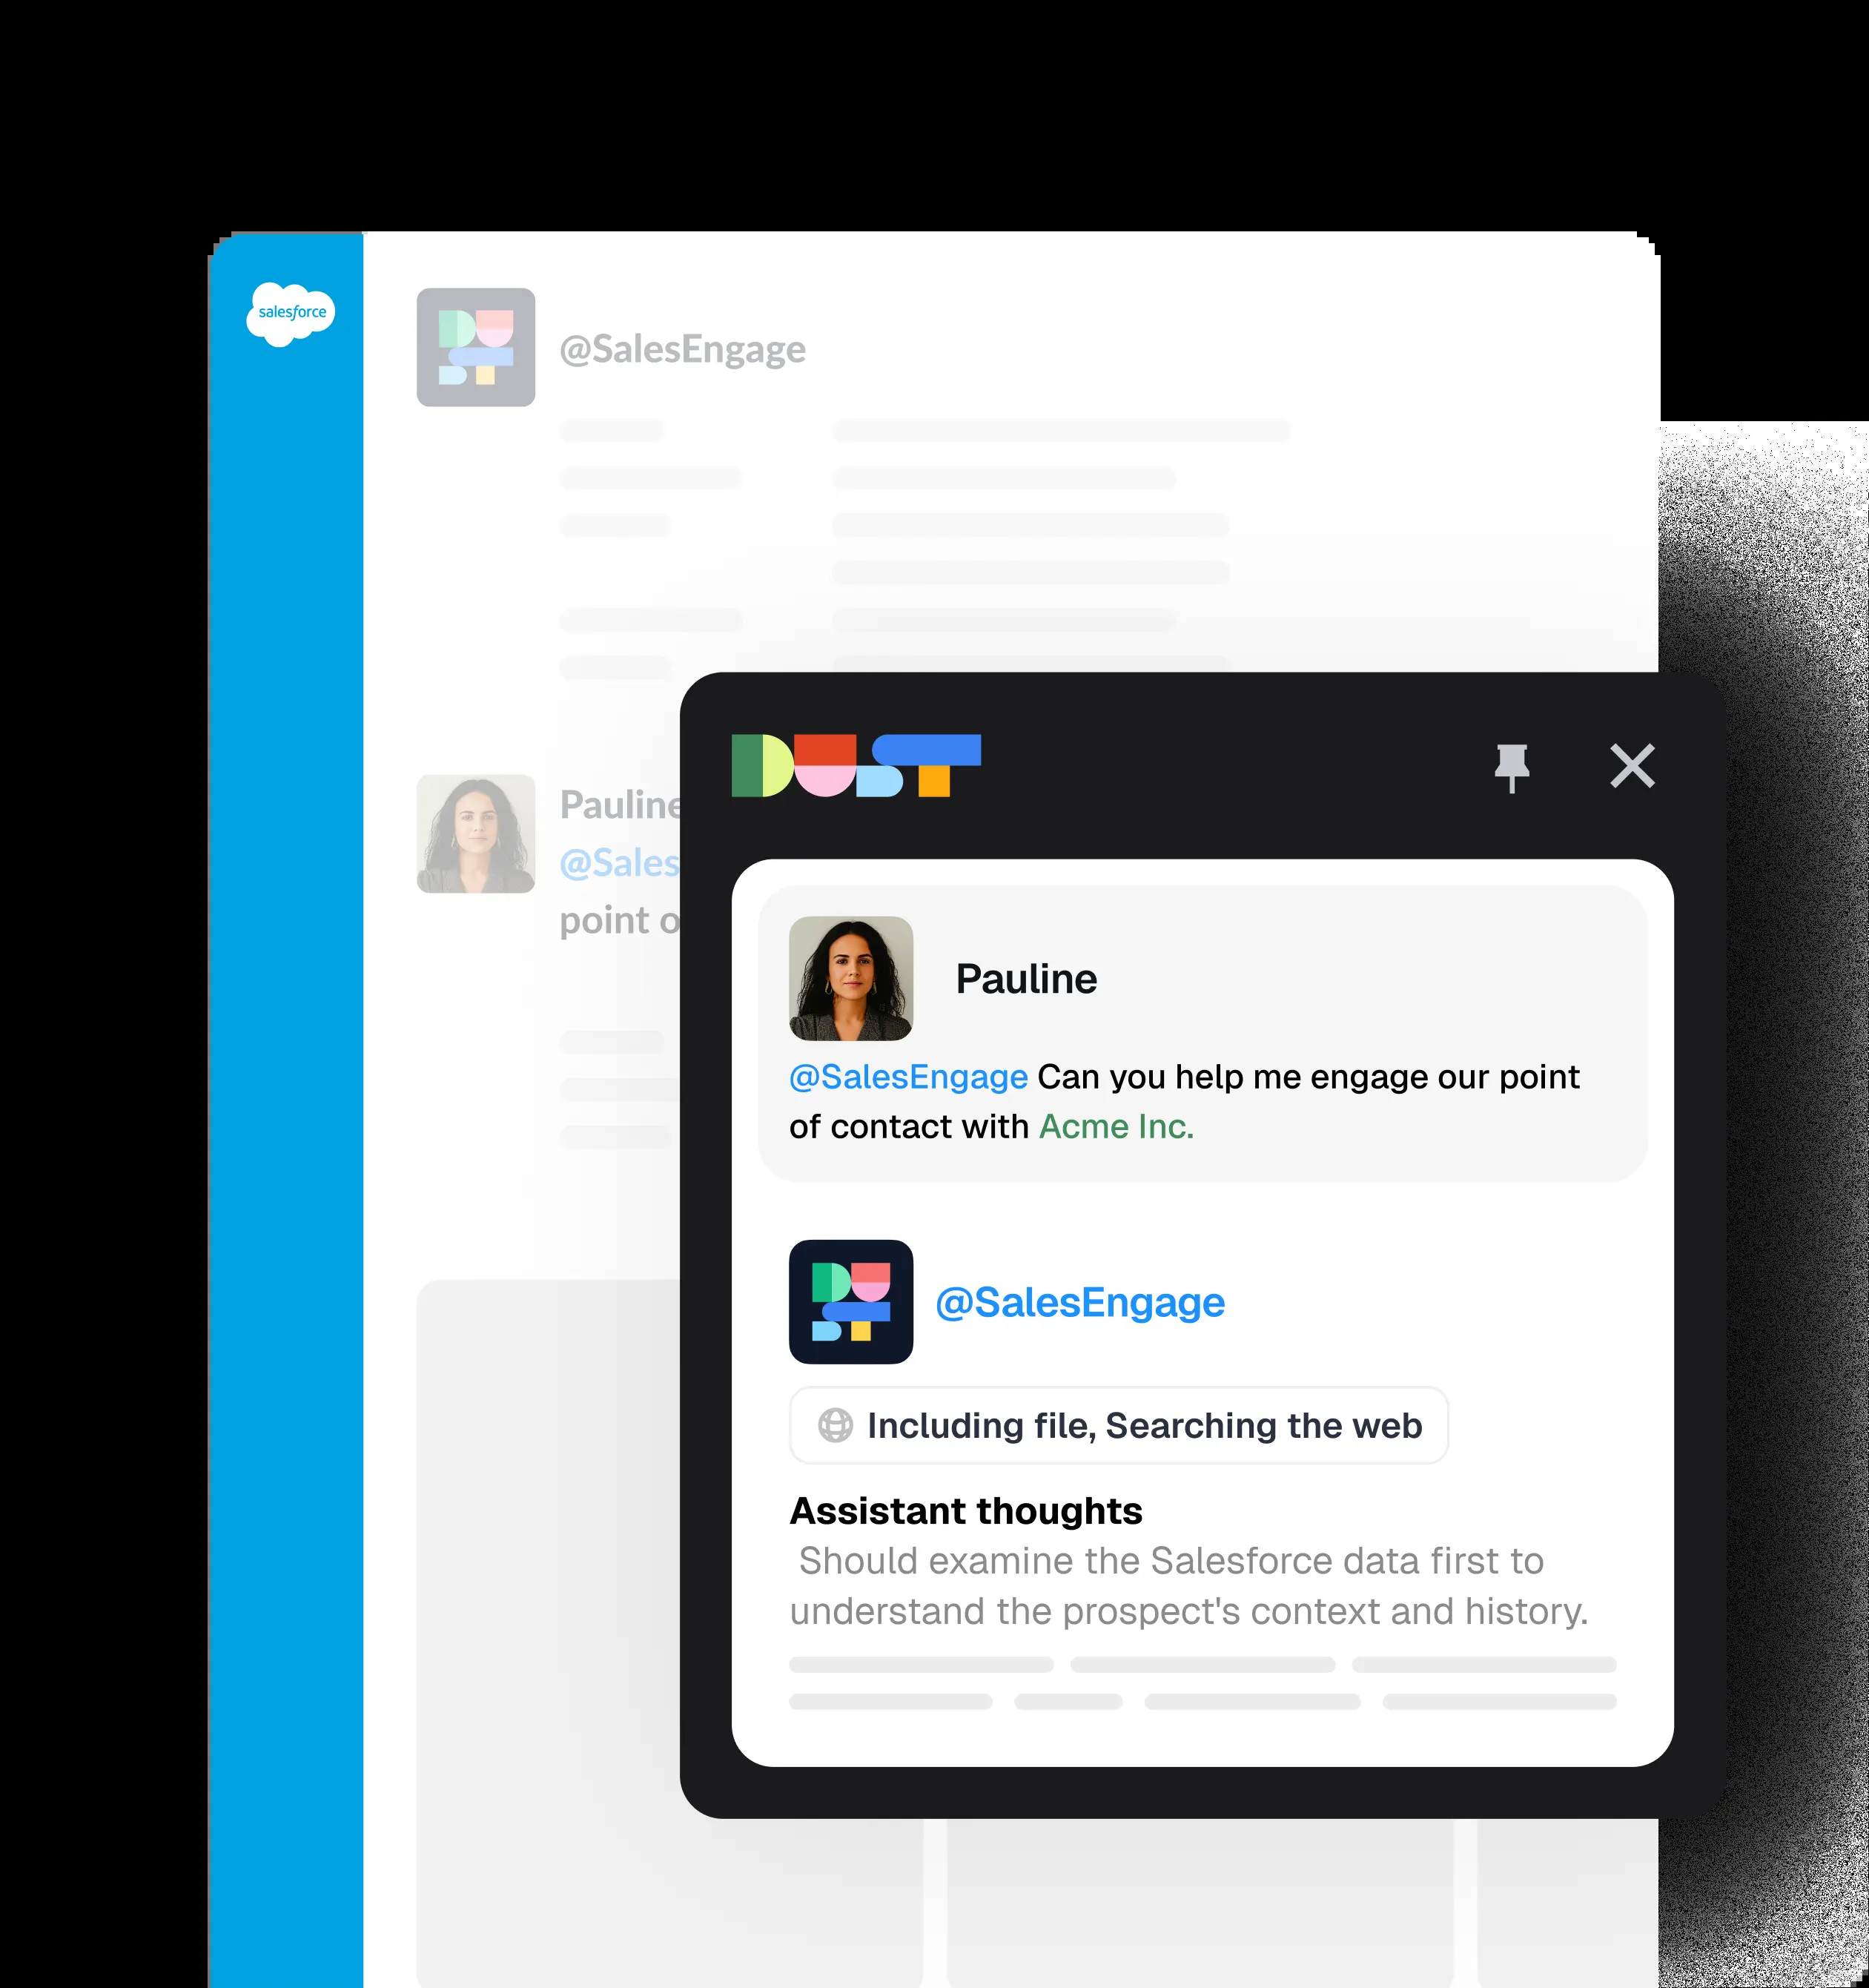 salesforce
@SalesEngage
Pauline
@Sales
point o
DUST
Pauline
@SalesEngage Can you help me engage our point
of contact with Acme Inc.
DUST
@SalesEngage
Including file, Searching the web
Assistant thoughts
Should examine the Salesforce data first to
understand the prospect's context and history.